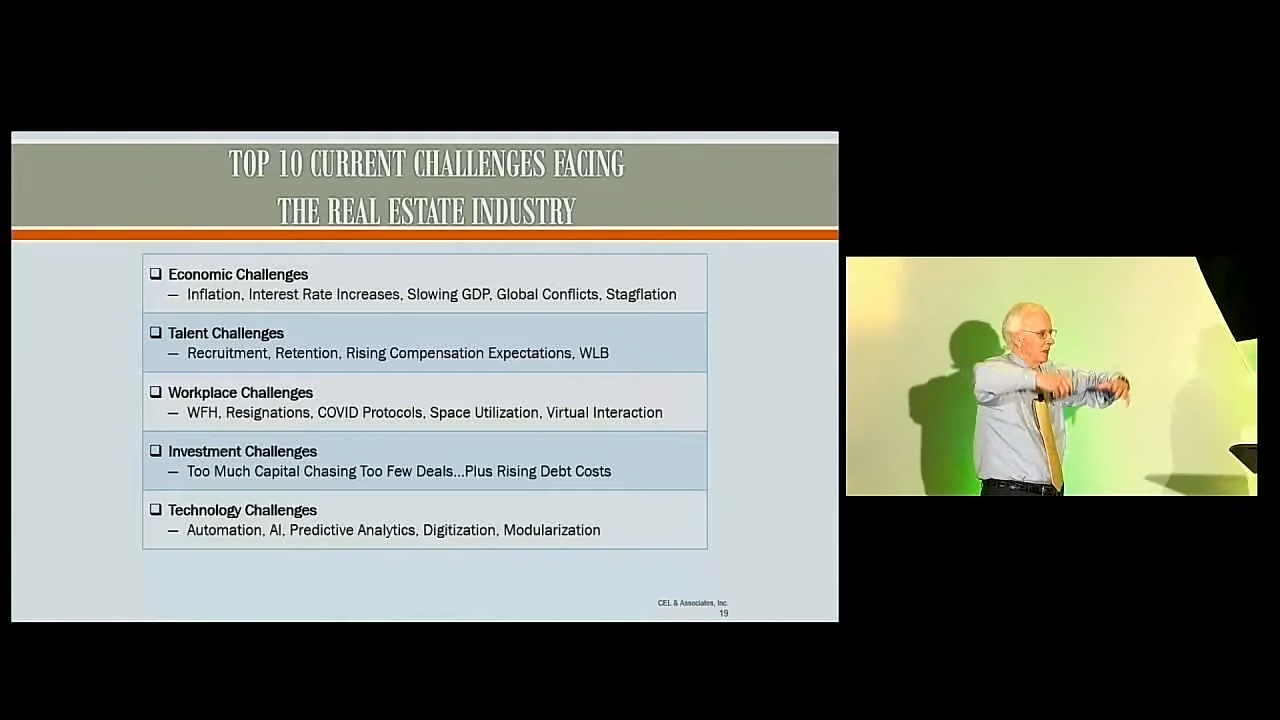 TOP 10 CURRENT CHALLENGES FACING
THE REAL ESTATE INDUSTRY
❑ Economic Challenges
— Inflation, Interest Rate Increases, Slowing GDP, Global Conflicts, Stagflation
❑ Talent Challenges
— Recruitment, Retention, Rising Compensation Expectations, WLB
❑ Workplace Challenges
— WFH, Resignations, COVID Protocols, Space Utilization, Virtual Interaction
❑ Investment Challenges
— Too Much Capital Chasing Too Few Deals...Plus Rising Debt Costs
❑ Technology Challenges
— Automation, AI, Predictive Analytics, Digitization, Modularization
CEL & Associates, Inc.
19